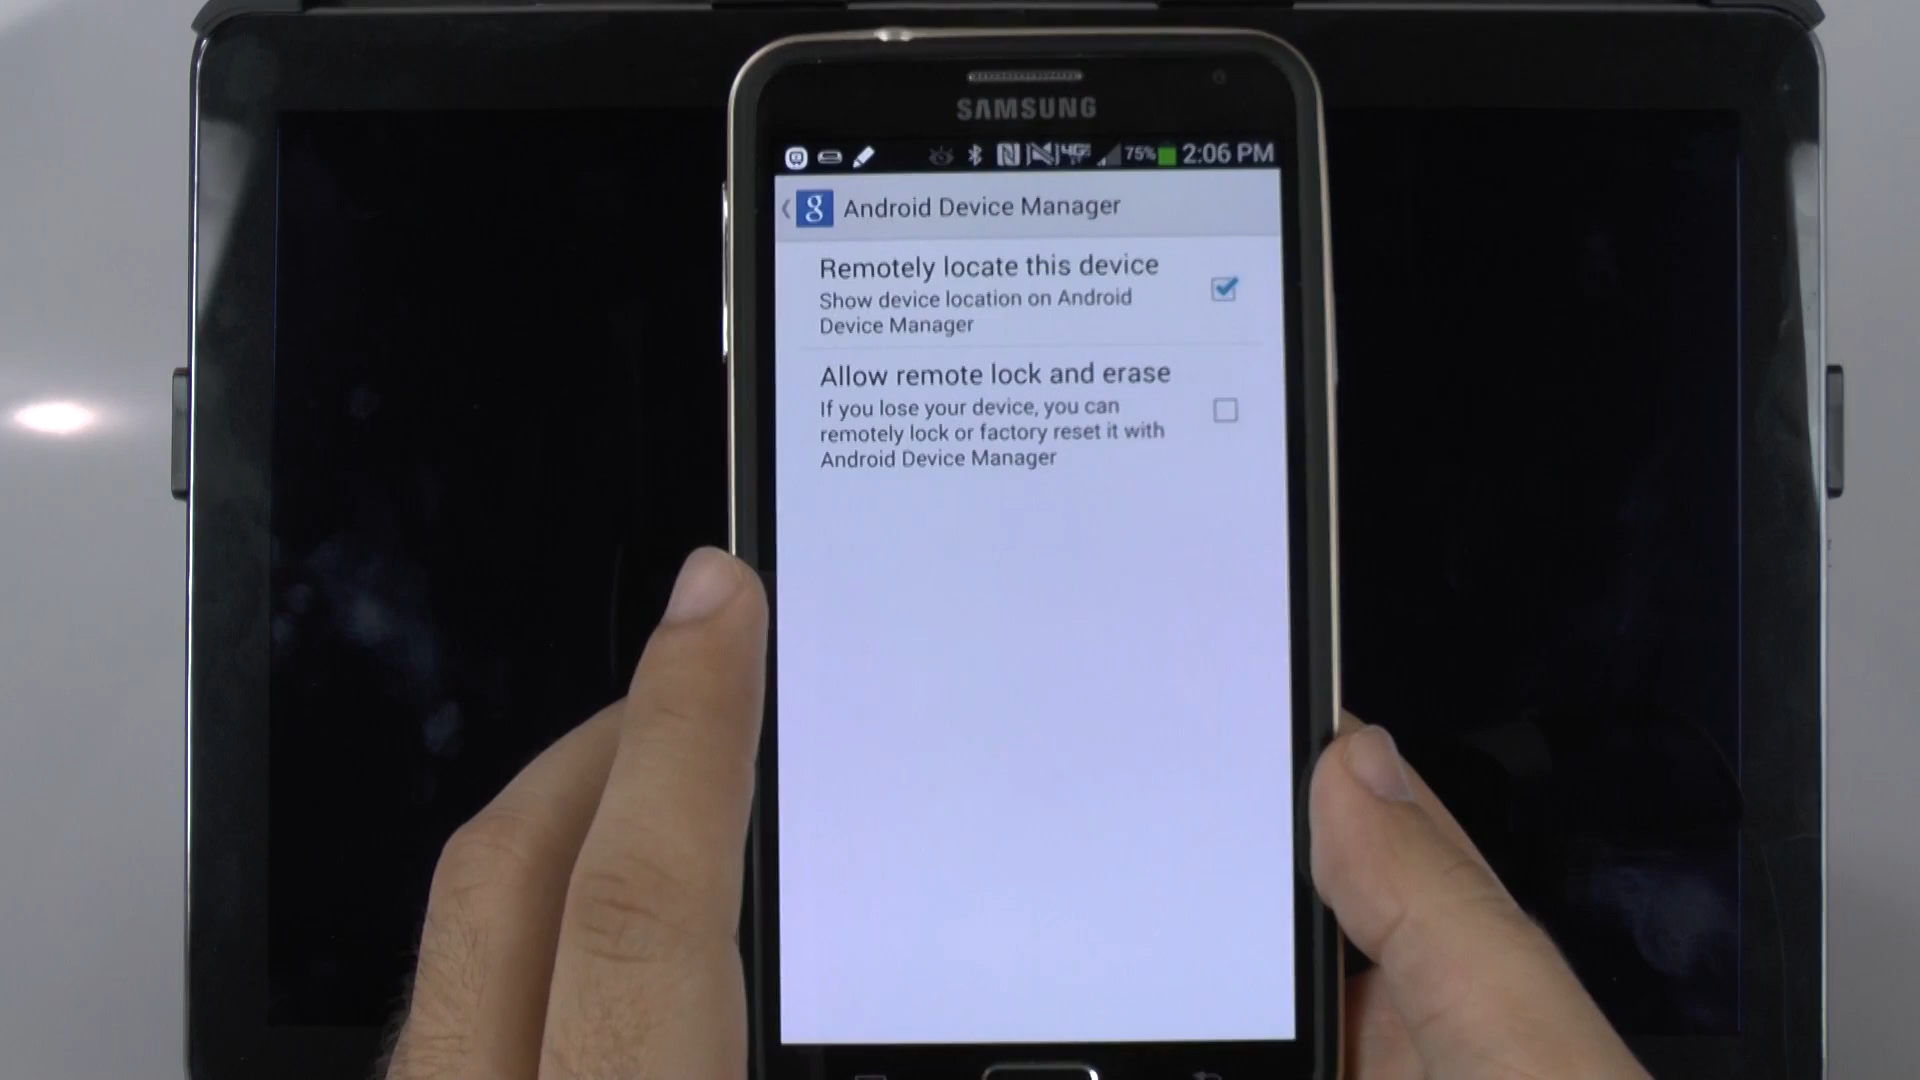 SAMSUNG
4G 75% 2:06 PM
g Android Device Manager
Remotely locate this device
Show device location on Android
Device Manager
Allow remote lock and erase
If you lose your device, you can
remotely lock or factory reset it with
Android Device Manager